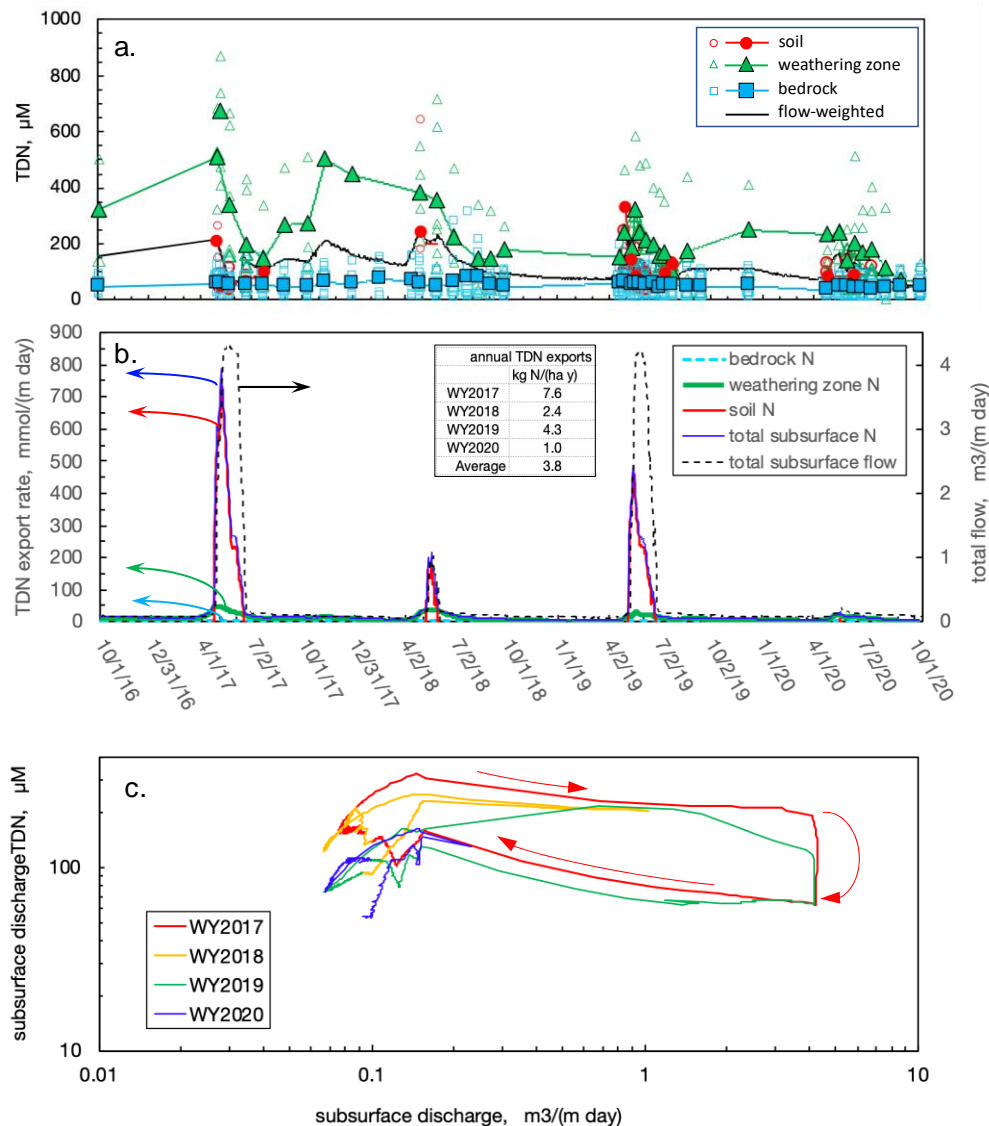 a.
TDN, µM
1000
800
600
400
200
0
soil
weathering zone
bedrock
flow-weighted
b.
TDN export rate, mmol/(m day)
900
800
700
600
500
400
300
200
100
0
annual TDN exports
kg N/(ha y)
WY2017 7.6
WY2018 2.4
WY2019 4.3
WY2020 1.0
Average 3.8
bedrock N
weathering zone N
soil N
total subsurface N
total subsurface flow
4
3
2
1
0
total flow, m3/(m day)
10/1/16
12/31/16
4/1/17
7/2/17
10/1/17
12/31/17
4/2/18
7/2/18
10/1/18
1/1/19
4/2/19
7/2/19
10/2/19
1/1/20
4/1/20
7/2/20
10/1/20
c.
subsurface dischargeTDN, µM
100
10
WY2017
WY2018
WY2019
WY2020
0.01
0.1
1
10
subsurface discharge, m3/(m day)